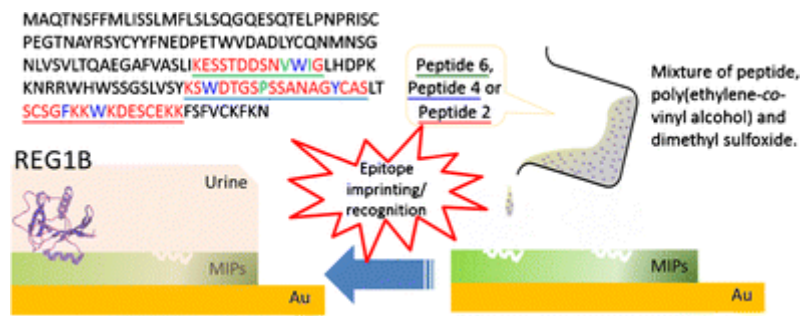 MAQTNSFFMLISSLMFLSLSQGQESQTELPNPRISC
PEGTNAYRSYCYYFNEDPETWVDADLYCQNMNSG
NLVSVLTQAEGAFVASLIKESSTDDSNVWIGLHDPK
KNRRWHWSSGSLVSYKSWDTGSPSSANAGYCASLT
SCSGFKKWKDESCEKKFSFVCKFKN
Peptide 6,
Peptide 4 or
Peptide 2
Mixture of peptide,
poly(ethylene-co-
vinyl alcohol) and
dimethyl sulfoxide.
REG1B
Urine
Epitope
imprinting/
recognition
MIPs
Au
MIPs
Au